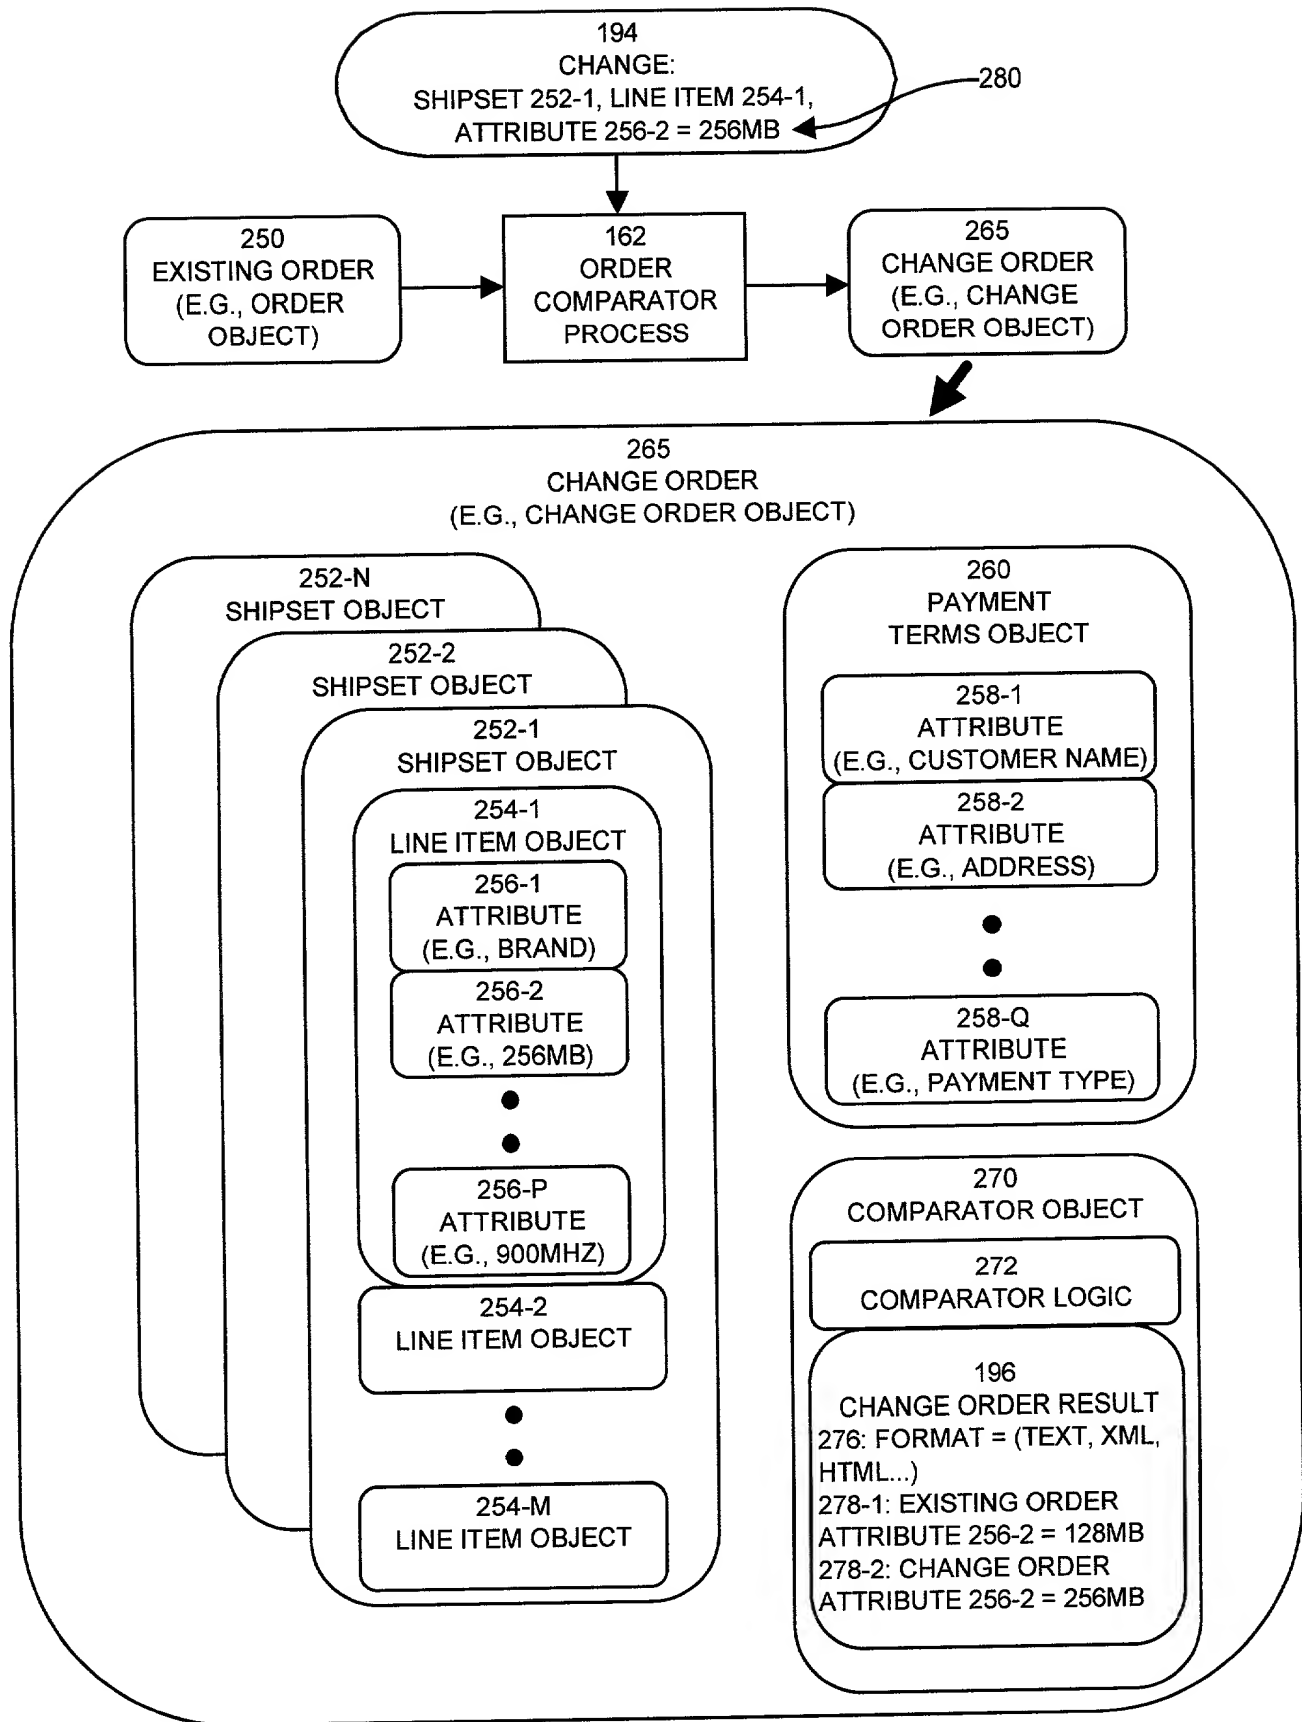 194
CHANGE:
SHIPSET 252-1, LINE ITEM 254-1,
ATTRIBUTE 256-2 = 256MB
280
250
EXISTING ORDER
(E.G., ORDER
OBJECT)
162
ORDER
COMPARATOR
PROCESS
265
CHANGE ORDER
(E.G., CHANGE
ORDER OBJECT)
265
CHANGE ORDER
(E.G., CHANGE ORDER OBJECT)
252-N
SHIPSET OBJECT
252-2
SHIPSET OBJECT
252-1
SHIPSET OBJECT
254-1
LINE ITEM OBJECT
256-1
ATTRIBUTE
(E.G., BRAND)
256-2
ATTRIBUTE
(E.G., 256MB)
256-P
ATTRIBUTE
(E.G., 900MHZ)
254-2
LINE ITEM OBJECT
254-M
LINE ITEM OBJECT
260
PAYMENT
TERMS OBJECT
258-1
ATTRIBUTE
(E.G., CUSTOMER NAME)
258-2
ATTRIBUTE
(E.G., ADDRESS)
258-Q
ATTRIBUTE
(E.G., PAYMENT TYPE)
270
COMPARATOR OBJECT
272
COMPARATOR LOGIC
196
CHANGE ORDER RESULT
276: FORMAT = (TEXT, XML,
HTML...)
278-1: EXISTING ORDER
ATTRIBUTE 256-2 = 128MB
278-2: CHANGE ORDER
ATTRIBUTE 256-2 = 256MB